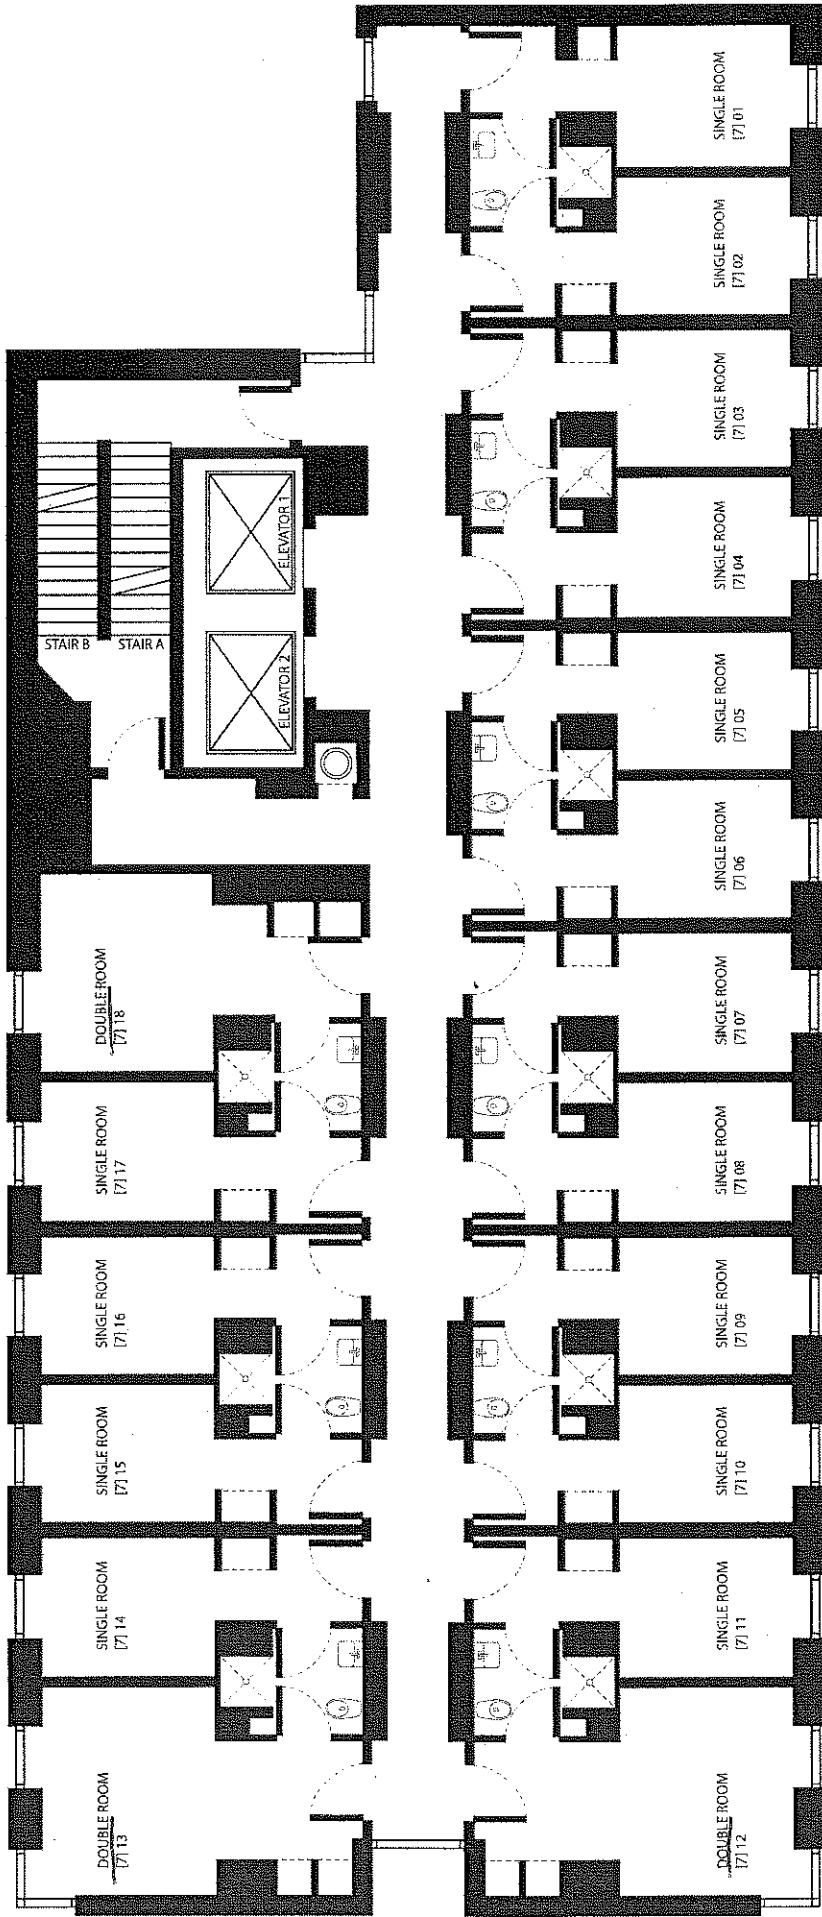 SINGLE ROOM
[7] 01
SINGLE ROOM
[7] 02
SINGLE ROOM
[7] 03
SINGLE ROOM
[7] 04
SINGLE ROOM
[7] 05
SINGLE ROOM
[7] 06
SINGLE ROOM
[7] 07
SINGLE ROOM
[7] 08
SINGLE ROOM
[7] 09
SINGLE ROOM
[7] 10
SINGLE ROOM
[7] 11
DOUBLE ROOM
[7] 12
DOUBLE ROOM
[7] 13
SINGLE ROOM
[7] 14
SINGLE ROOM
[7] 15
SINGLE ROOM
[7] 16
SINGLE ROOM
[7] 17
DOUBLE ROOM
[7] 18
STAIR B
STAIR A
ELEVATOR 1
ELEVATOR 2